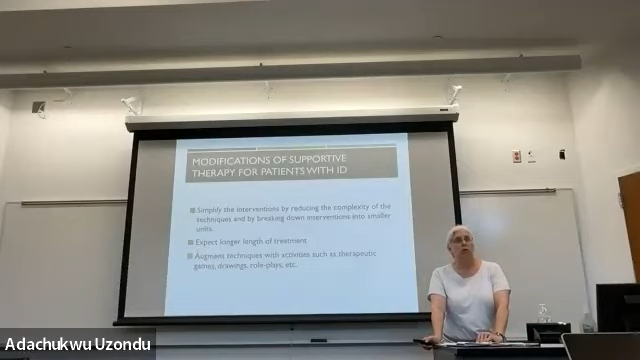 MODIFICATIONS OF SUPPORTIVE
THERAPY FOR PATIENTS WITH ID
Simplify the interventions by reducing the complexity of the
techniques and by breaking down interventions into smaller
units.
Expect longer length of treatment
Augment techniques with activities such as therapeutic
games, drawings, role-plays, etc.
Adachukwu Uzondu